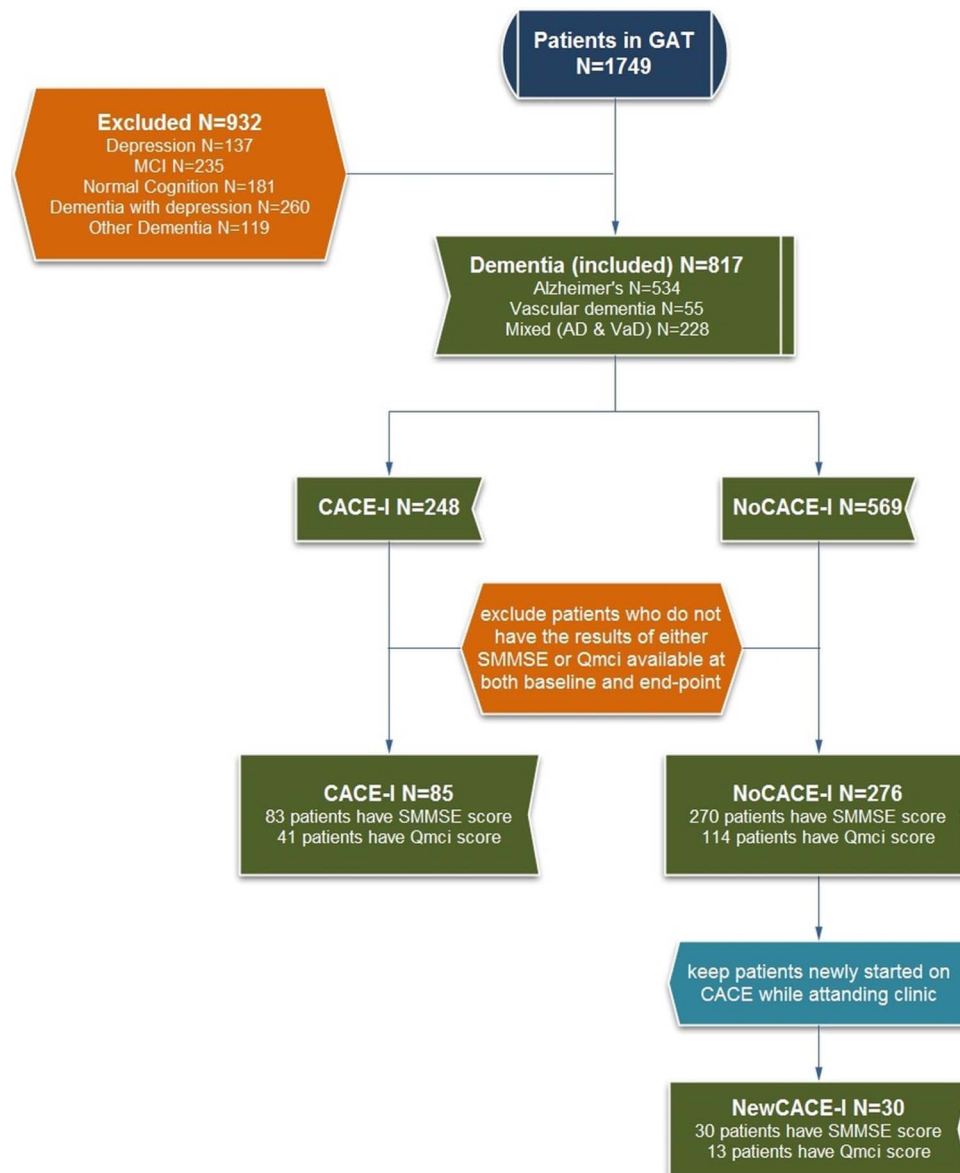 Patients in GAT
N=1749
Excluded N=932
Depression N=137
MCI N=235
Normal Cognition N=181
Dementia with depression N=260
Other Dementia N=119
Dementia (included) N=817
Alzheimer's N=534
Vascular dementia N=55
Mixed (AD & VaD) N=228
CACE-I N=248
NoCACE-I N=569
exclude patients who do not
have the results of either
SMMSE or Qmci available at
both baseline and end-point
CACE-I N=85
83 patients have SMMSE score
41 patients have Qmci score
NoCACE-I N=276
270 patients have SMMSE score
114 patients have Qmci score
keep patients newly started on
CACE while attanding clinic
NewCACE-I N=30
30 patients have SMMSE score
13 patients have Qmci score